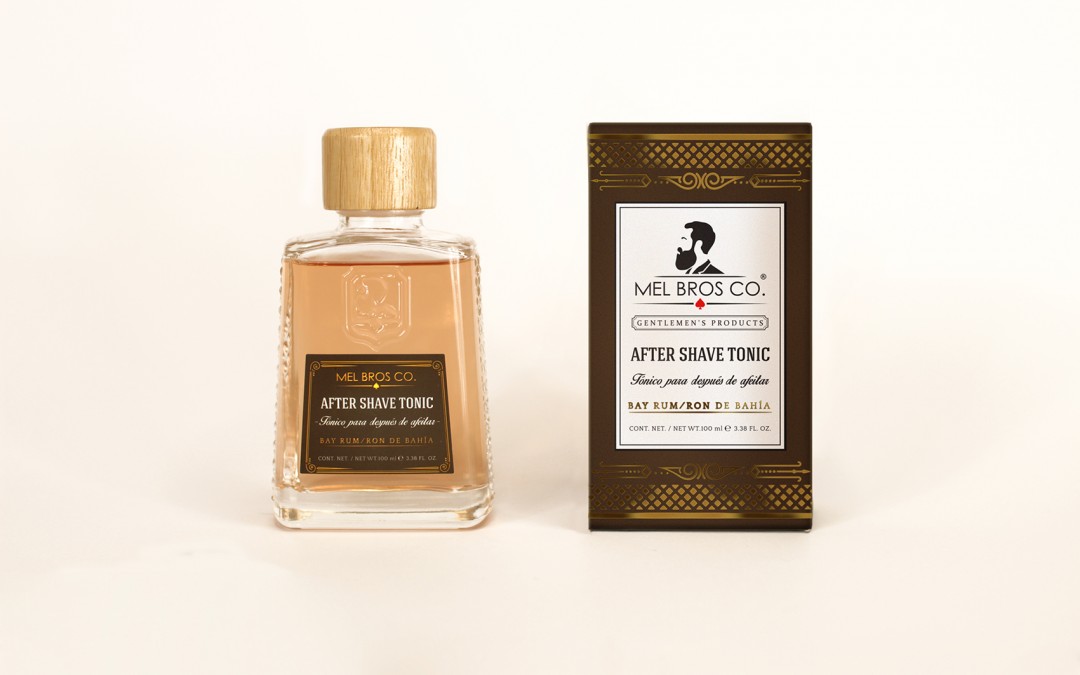 MEL BROS CO.
AFTER SHAVE TONIC
-Tónico para después de afeitar-
BAY RUM/RON DE BAHÍA
CONT. NET. / NET WT.100 ml ℮ 3.38 FL. OZ.
MEL BROS CO.®
GENTLEMEN'S PRODUCTS
AFTER SHAVE TONIC
Tónico para después de afeitar
BAY RUM/RON DE BAHÍA
CONT. NET. / NET WT.100 ml ℮ 3.38 FL. OZ.